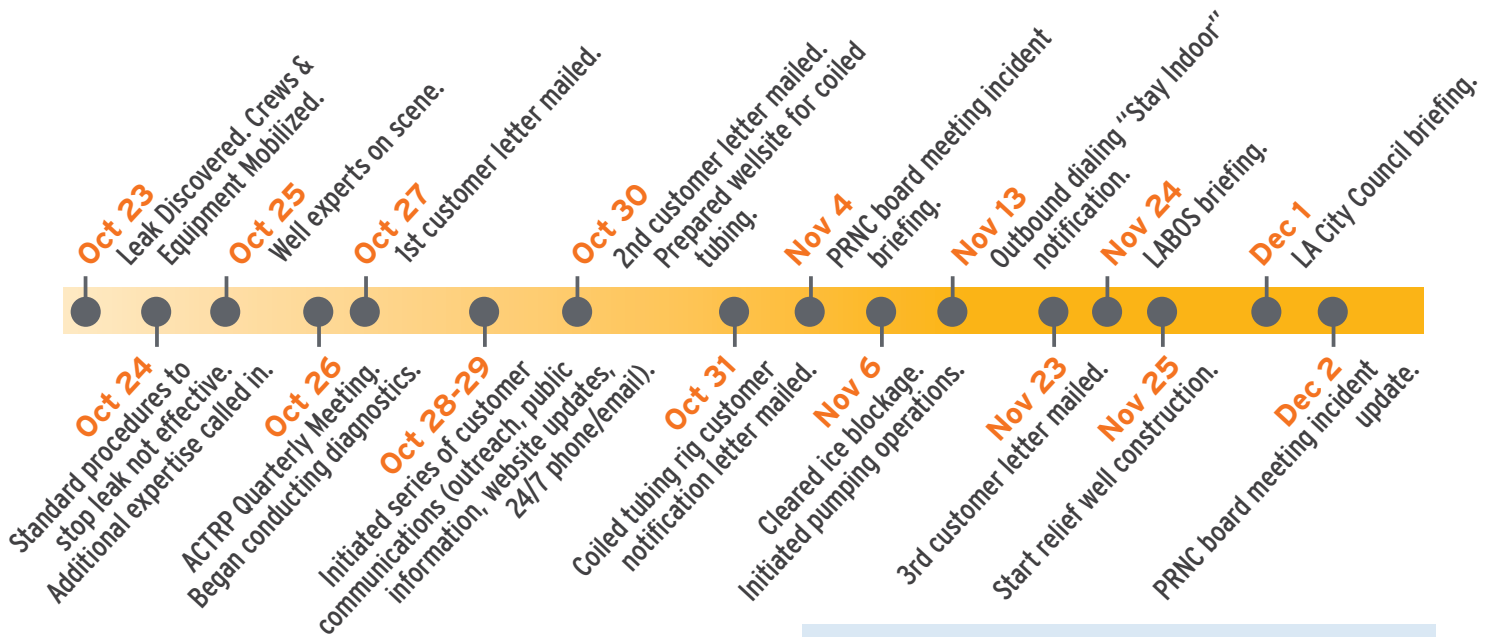 Oct 23
Leak Discovered. Crews &
Equipment Mobilized.
Oct 24
Standard procedures to
stop leak not effective.
Additional expertise called in.
Oct 25
Well experts on scene.
Oct 26
ACTRP Quarterly Meeting.
Began conducting diagnostics.
Oct 27
1st customer letter mailed.
Oct 28-29
Initiated series of customer
communications (outreach, public
information, website updates,
24/7 phone/email).
Oct 30
2nd customer letter mailed.
Prepared wellsite for coiled
tubing.
Oct 31
Coiled tubing rig customer
notification letter mailed.
Nov 4
PRNC board meeting incident
briefing.
Nov 6
Cleared ice blockage.
Initiated pumping operations.
Nov 13
Outbound dialing “Stay Indoor”
notification.
Nov 23
3rd customer letter mailed.
Nov 24
LABOS briefing.
Nov 25
Start relief well construction.
Dec 1
LA City Council briefing.
Dec 2
PRNC board meeting incident
update.